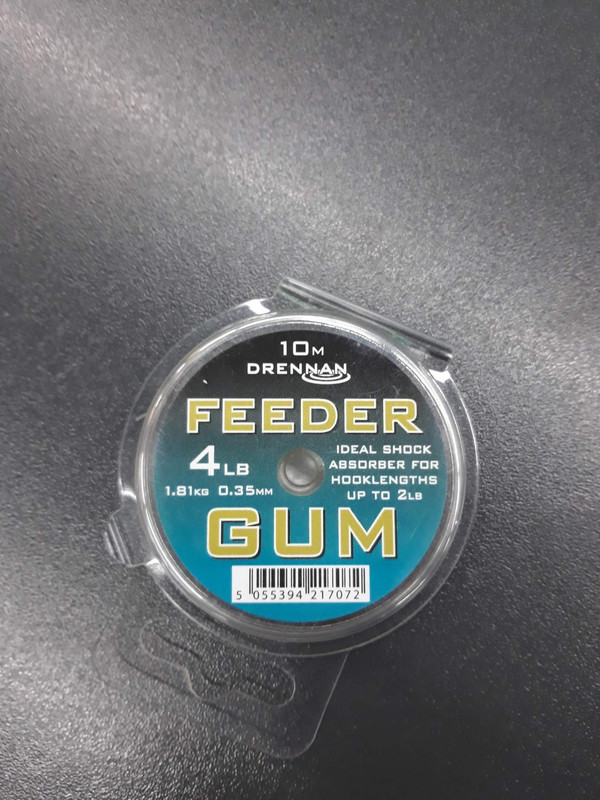 10M
DRENNAN
FEEDER
4LB
1.81KG 0.35MM
IDEAL SHOCK
ABSORBER FOR
HOOKLENGTHS
UP TO 2LB
GUM
5 055394 217072